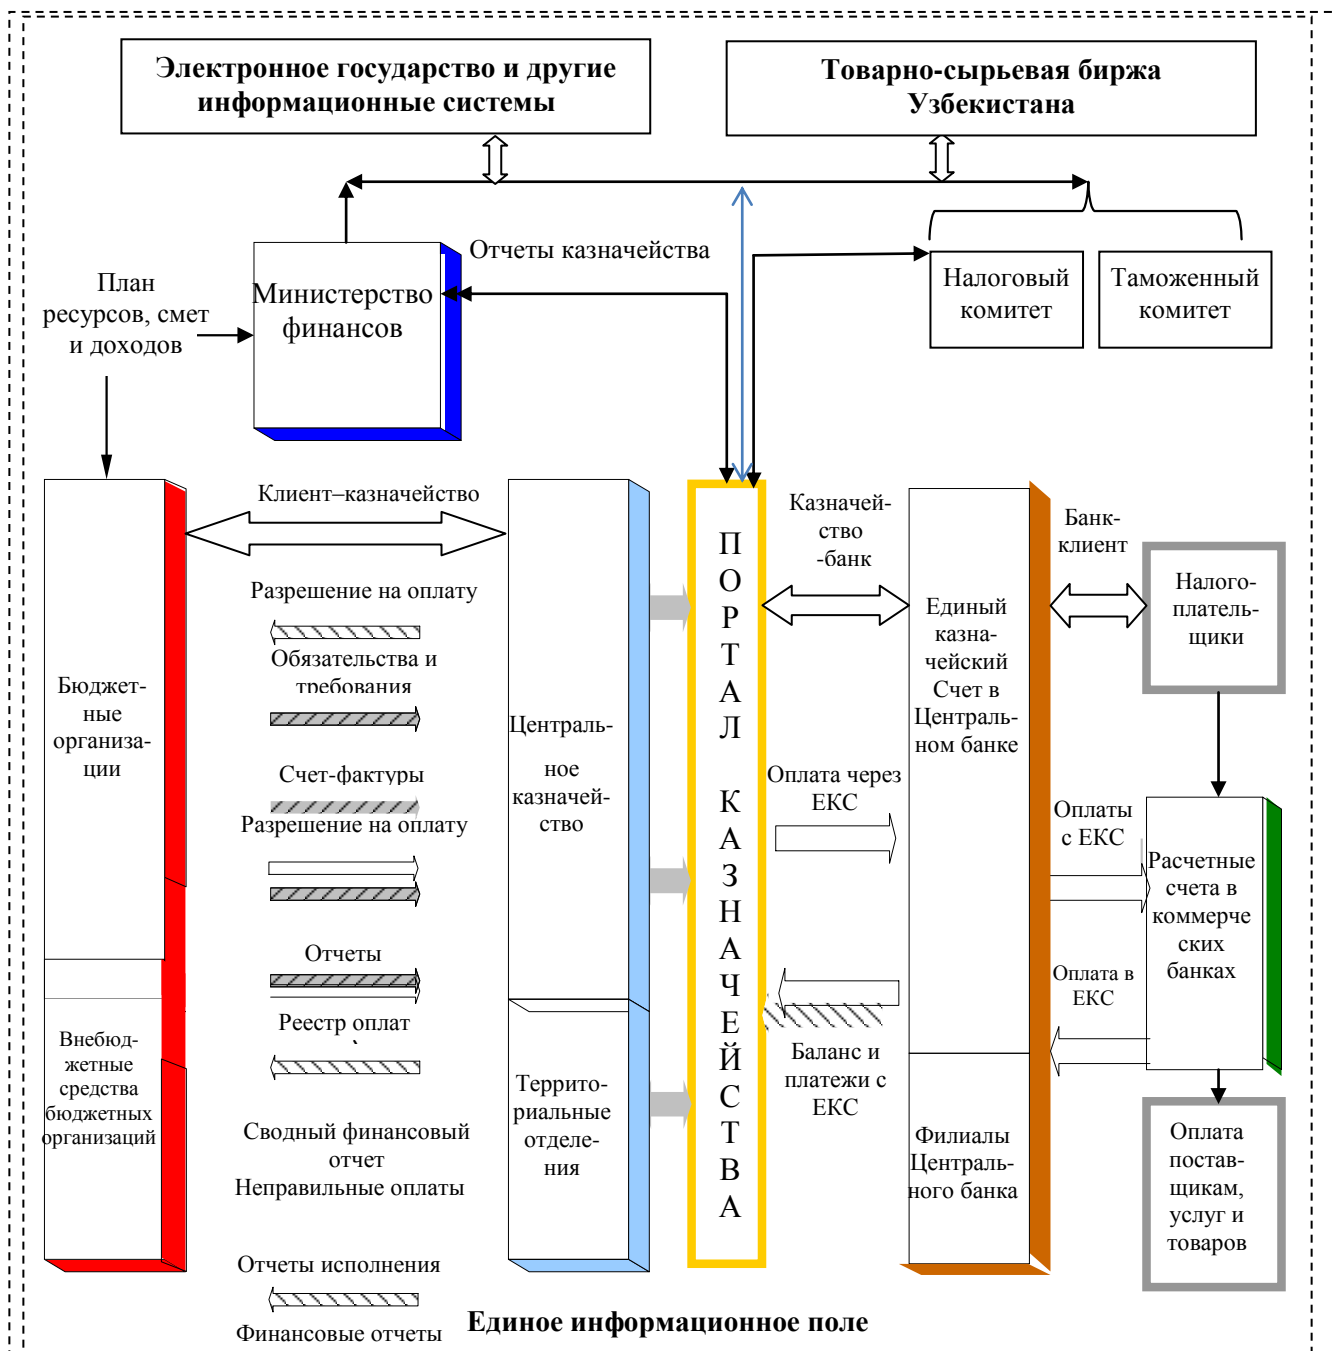 Электронное государство и другие
информационные системы
Товарно-сырьевая биржа
Узбекистана
Отчеты казначейства
План
ресурсов, смет
и доходов
Министерство
финансов
Налоговый
комитет
Таможенный
комитет
Клиент–казначейство
Разрешение на оплату
Обязательства и
требования
Счет-фактуры
Разрешение на оплату
Отчеты
Реестр оплат
Сводный финансовый
отчет
Неправильные оплаты
Отчеты исполнения
Финансовые отчеты
Бюджет-
ные
организа-
ции
Внебюд-
жетные
средства
бюджетных
организаций
Централь-
ное
казначей-
ство
Террито-
риальные
отделе-
ния
П
О
Р
Т
А
Л
К
А
З
Н
А
Ч
Е
Й
С
Т
В
А
Казначей-
ство
-банк
Оплата через
ЕКС
Баланс и
платежи с
ЕКС
Единый
казна-
чейский
Счет в
Централь-
ном банке
Филиалы
Централь-
ного банка
Банк-
клиент
Оплаты
с ЕКС
Оплата в
ЕКС
Налого-
платель-
щики
Расчетные
счета в
коммерче
ских
банках
Оплата
постав-
щикам,
услуг и
товаров
Единое информационное поле